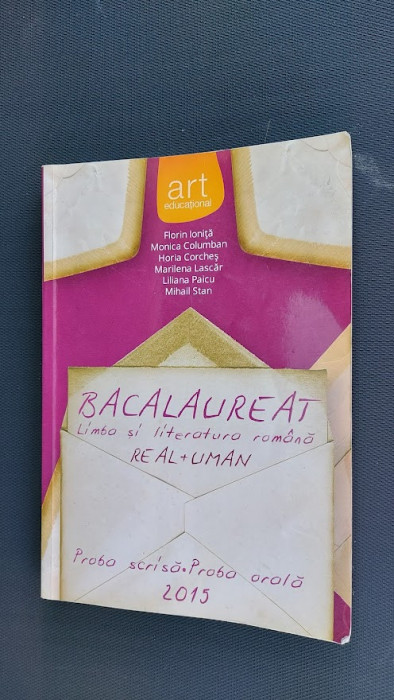 art
educațional
Florin Ioniță
Monica Columban
Horia Corcheș
Marilena Lascăr
Liliana Paicu
Mihail Stan
BACALAUREAT
Limba și literatura română
REAL+UMAN
Proba scrisă•Proba orală
2015